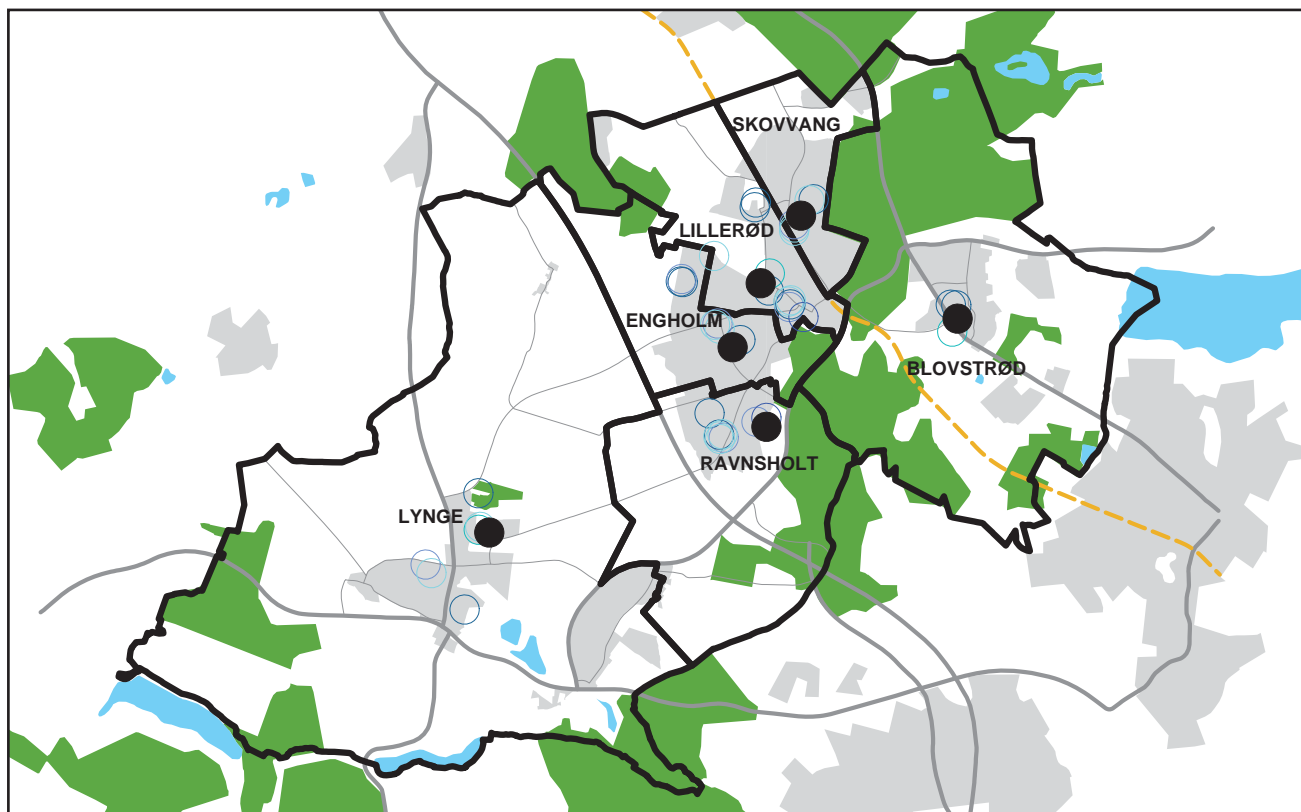 SKOVVANG
LILLERØD
ENGHOLM
BLOVSTRØD
RAVNSHOLT
LYNGE